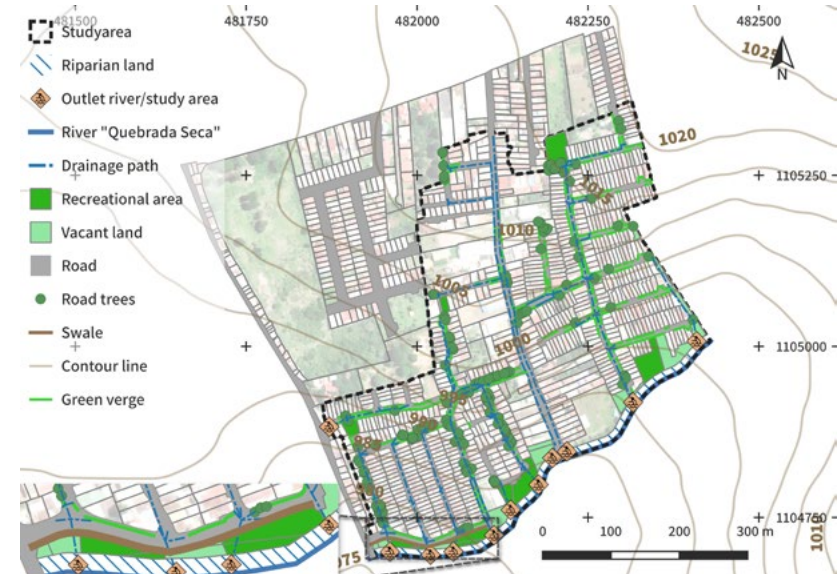 481500
481750
482000
482250
482500
Studyarea
Riparian land
Outlet river/study area
River "Quebrada Seca"
Drainage path
Recreational area
Vacant land
Road
Road trees
Swale
Contour line
Green verge
1025
N
1020
1105250
1015
1010
1005
1105000
1000
995
990
985
980
1104750
975
1010
0 100 200 300 m